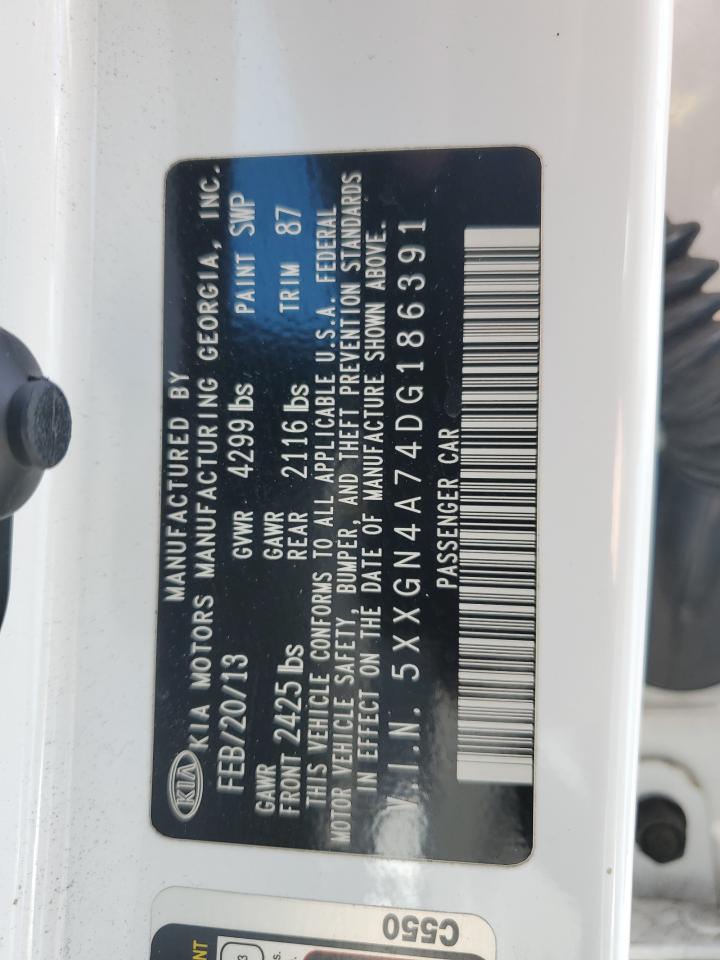 KIA
MANUFACTURED BY
KIA MOTORS MANUFACTURING GEORGIA, INC.
FEB/20/13 GVWR 4299 lbs PAINT SWP
GAWR GAWR
FRONT 2425 lbs REAR 2116 lbs TRIM 87
THIS VEHICLE CONFORMS TO ALL APPLICABLE U.S.A. FEDERAL
MOTOR VEHICLE SAFETY, BUMPER, AND THEFT PREVENTION STANDARDS
IN EFFECT ON THE DATE OF MANUFACTURE SHOWN ABOVE.
V.I.N. 5XXGN4A74DG186391
PASSENGER CAR
C550